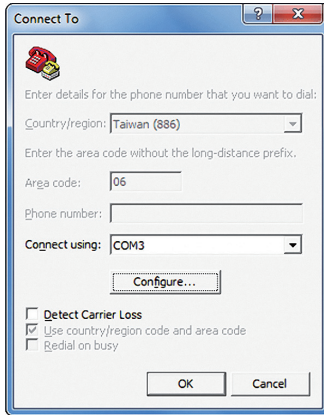 Connect To
Enter details for the phone number that you want to dial:
Country/region: Taiwan (886)
Enter the area code without the long-distance prefix.
Area code: 06
Phone number:
Connect using: COM3
Configure...
Detect Carrier Loss
Use country/region code and area code
Redial on busy
OK Cancel